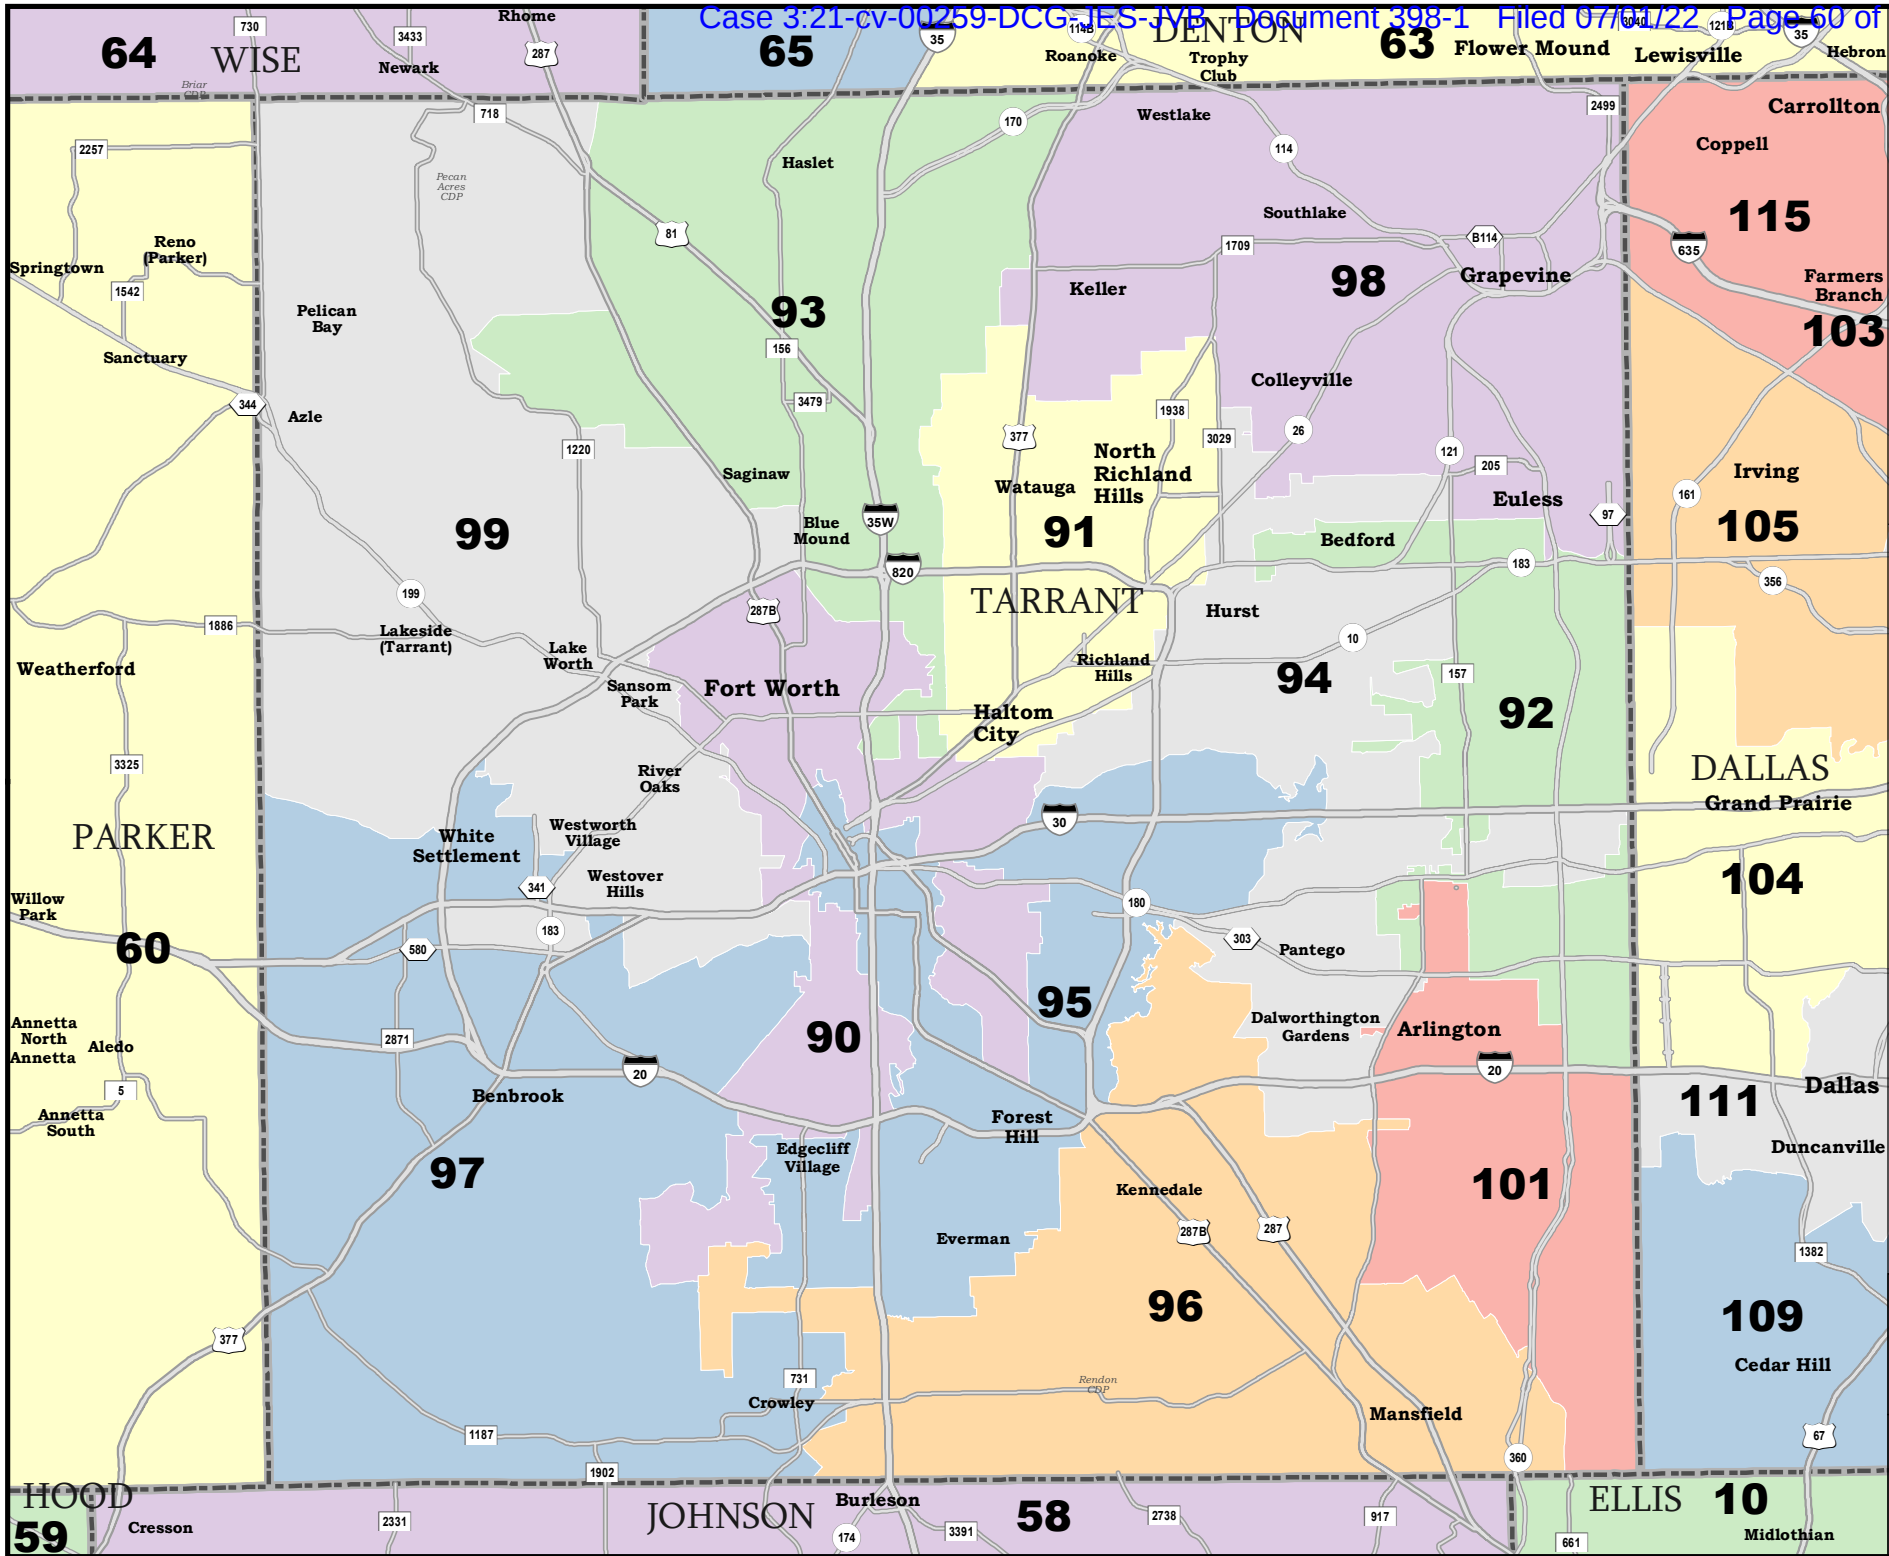 Case 3:21-cv-00259-DCG-JES-JVB Document 398-1 Filed 07/01/22 Page 60 of
64
WISE
730
3433
Newark
Rhome
287
65
35
114B
Roanoke
DENTON
Trophy
Club
63
Flower Mound
3040
Lewisville
121B
35
Hebron
Briar
CDP
718
2257
Pecan
Acres
CDP
Haslet
170
Westlake
114
2499
Carrollton
Coppell
115
Springtown
Reno
(Parker)
1542
Sanctuary
344
81
Southlake
1709
B114
635
Grapevine
Farmers
Branch
103
Pelican
Bay
Azle
93
156
3479
Keller
98
Colleyville
1220
Saginaw
377
1938
3029
26
121
205
North
Richland
Hills
Watauga
91
Euless
97
161
Irving
105
99
Blue
Mound
35W
820
Bedford
183
356
199
287B
TARRANT
Hurst
10
1886
Lakeside
(Tarrant)
Lake
Worth
Sansom
Park
Fort Worth
Richland
Hills
94
157
92
Weatherford
Haltom
City
3325
River
Oaks
DALLAS
Grand Prairie
PARKER
White
Settlement
Westworth
Village
30
341
Westover
Hills
104
Willow
Park
60
580
183
180
303
Pantego
95
90
Dalworthington
Gardens
Arlington
Annetta
North
Annetta
Aledo
2871
5
Annetta
South
20
Benbrook
20
111
Dallas
Forest
Hill
Edgecliff
Village
Duncanville
97
Kennedale
101
287B
287
Everman
1382
96
109
377
Cedar Hill
731
Crowley
Rendon
CDP
Mansfield
1187
67
1902
360
HOOD
59
Cresson
2331
JOHNSON
Burleson
174
3391
58
2738
917
ELLIS
10
661
Midlothian